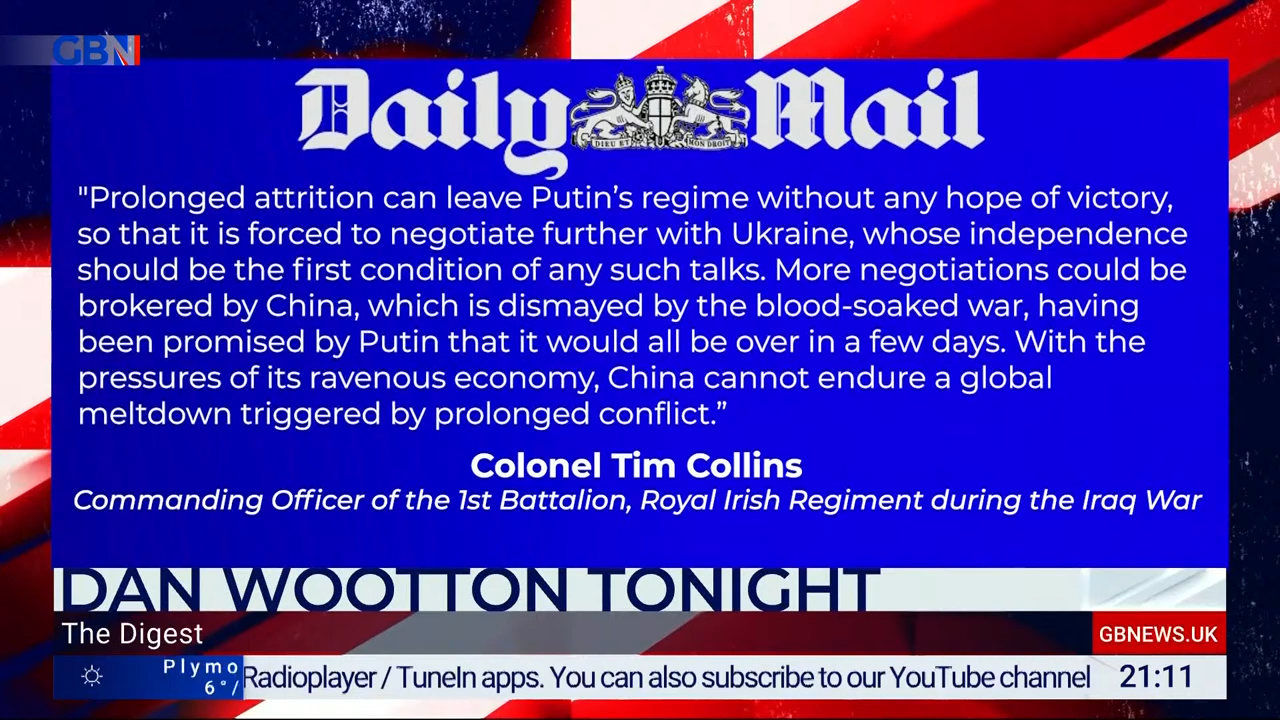 GBN
Daily Mail
DIEU ET MON DROIT
"Prolonged attrition can leave Putin’s regime without any hope of victory,
so that it is forced to negotiate further with Ukraine, whose independence
should be the first condition of any such talks. More negotiations could be
brokered by China, which is dismayed by the blood-soaked war, having
been promised by Putin that it would all be over in a few days. With the
pressures of its ravenous economy, China cannot endure a global
meltdown triggered by prolonged conflict.”
Colonel Tim Collins
Commanding Officer of the 1st Battalion, Royal Irish Regiment during the Iraq War
DAN WOOTTON TONIGHT
The Digest
GBNEWS.UK
Plymo
6°/
Radioplayer / TuneIn apps. You can also subscribe to our YouTube channel
21:11